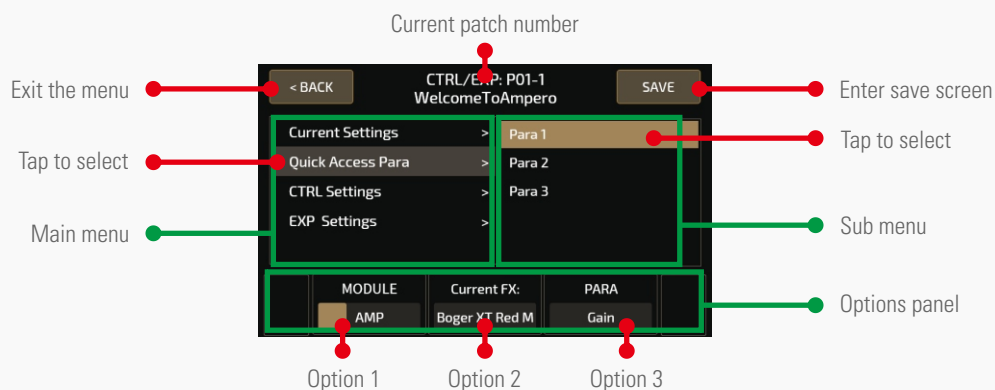 Current patch number
Exit the menu
< BACK
CTRL/EXP: P01-1
WelcomeToAmpero
SAVE
Enter save screen
Tap to select
Current Settings >
Quick Access Para >
CTRL Settings >
EXP Settings >
Para 1
Para 2
Para 3
Tap to select
Main menu
Sub menu
MODULE
AMP
Current FX:
Boger XT Red M
PARA
Gain
Options panel
Option 1
Option 2
Option 3